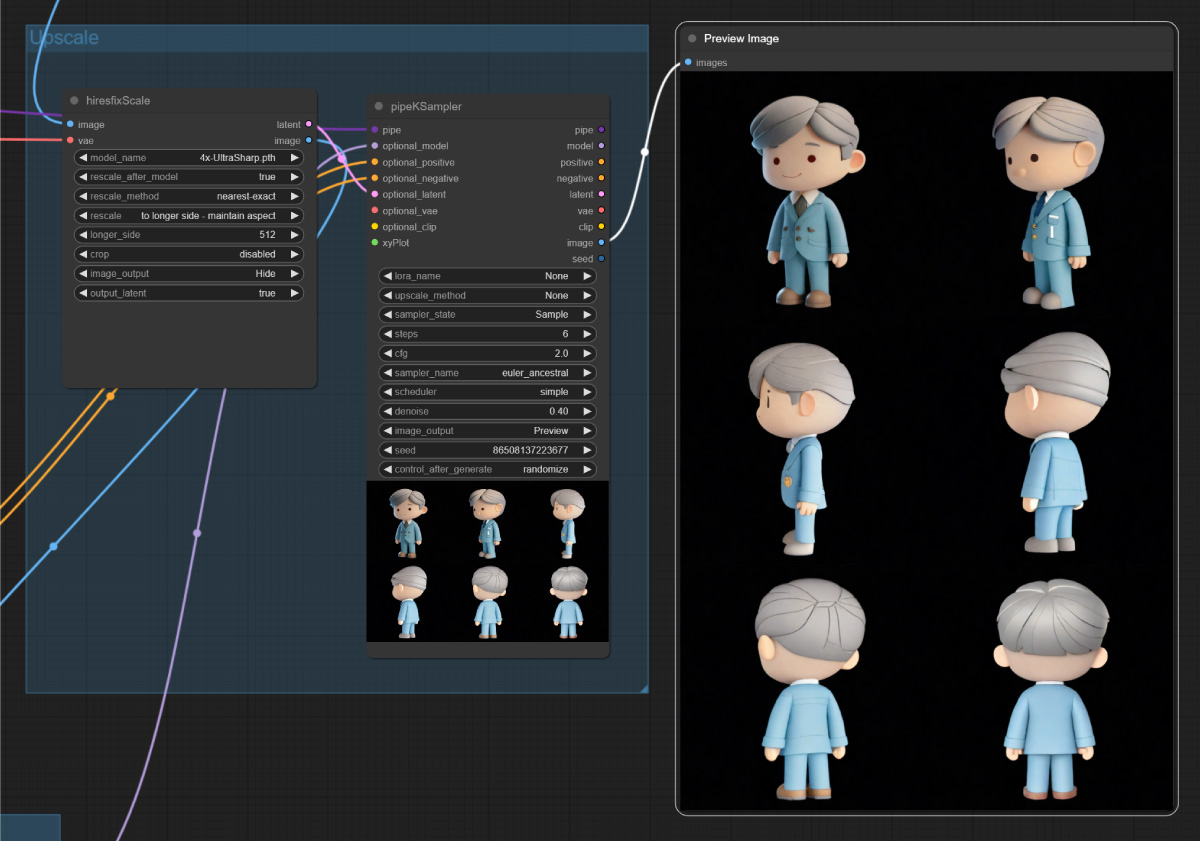 Upscale
hiresfixScale
image latent
vae image
model_name 4x-UltraSharp.pth
rescale_after_model true
rescale_method nearest-exact
rescale to longer side - maintain aspect
longer_side 512
crop disabled
image_output Hide
output_latent true
pipeKSampler
pipe pipe
optional_model model
optional_positive positive
optional_negative negative
optional_latent latent
optional_vae vae
optional_clip clip
xyPlot image
seed
lora_name None
upscale_method None
sampler_state Sample
steps 6
cfg 2.0
sampler_name euler_ancestral
scheduler simple
denoise 0.40
image_output Preview
seed 86508137223677
control_after_generate randomize
Preview Image
images